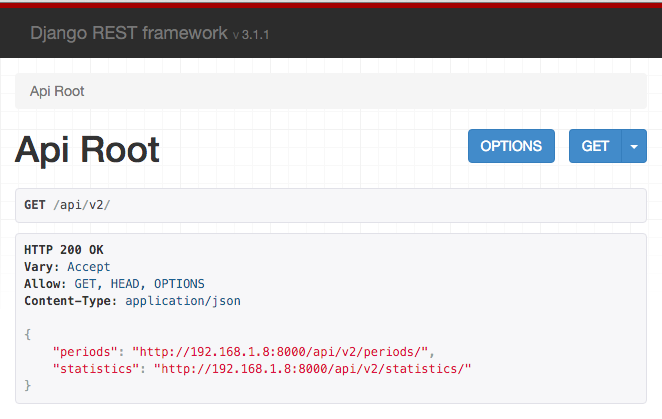 Django REST framework v 3.1.1
Api Root
Api Root
OPTIONS
GET
GET /api/v2/
HTTP 200 OK
Vary: Accept
Allow: GET, HEAD, OPTIONS
Content-Type: application/json
{
"periods": "http://192.168.1.8:8000/api/v2/periods/",
"statistics": "http://192.168.1.8:8000/api/v2/statistics/"
}